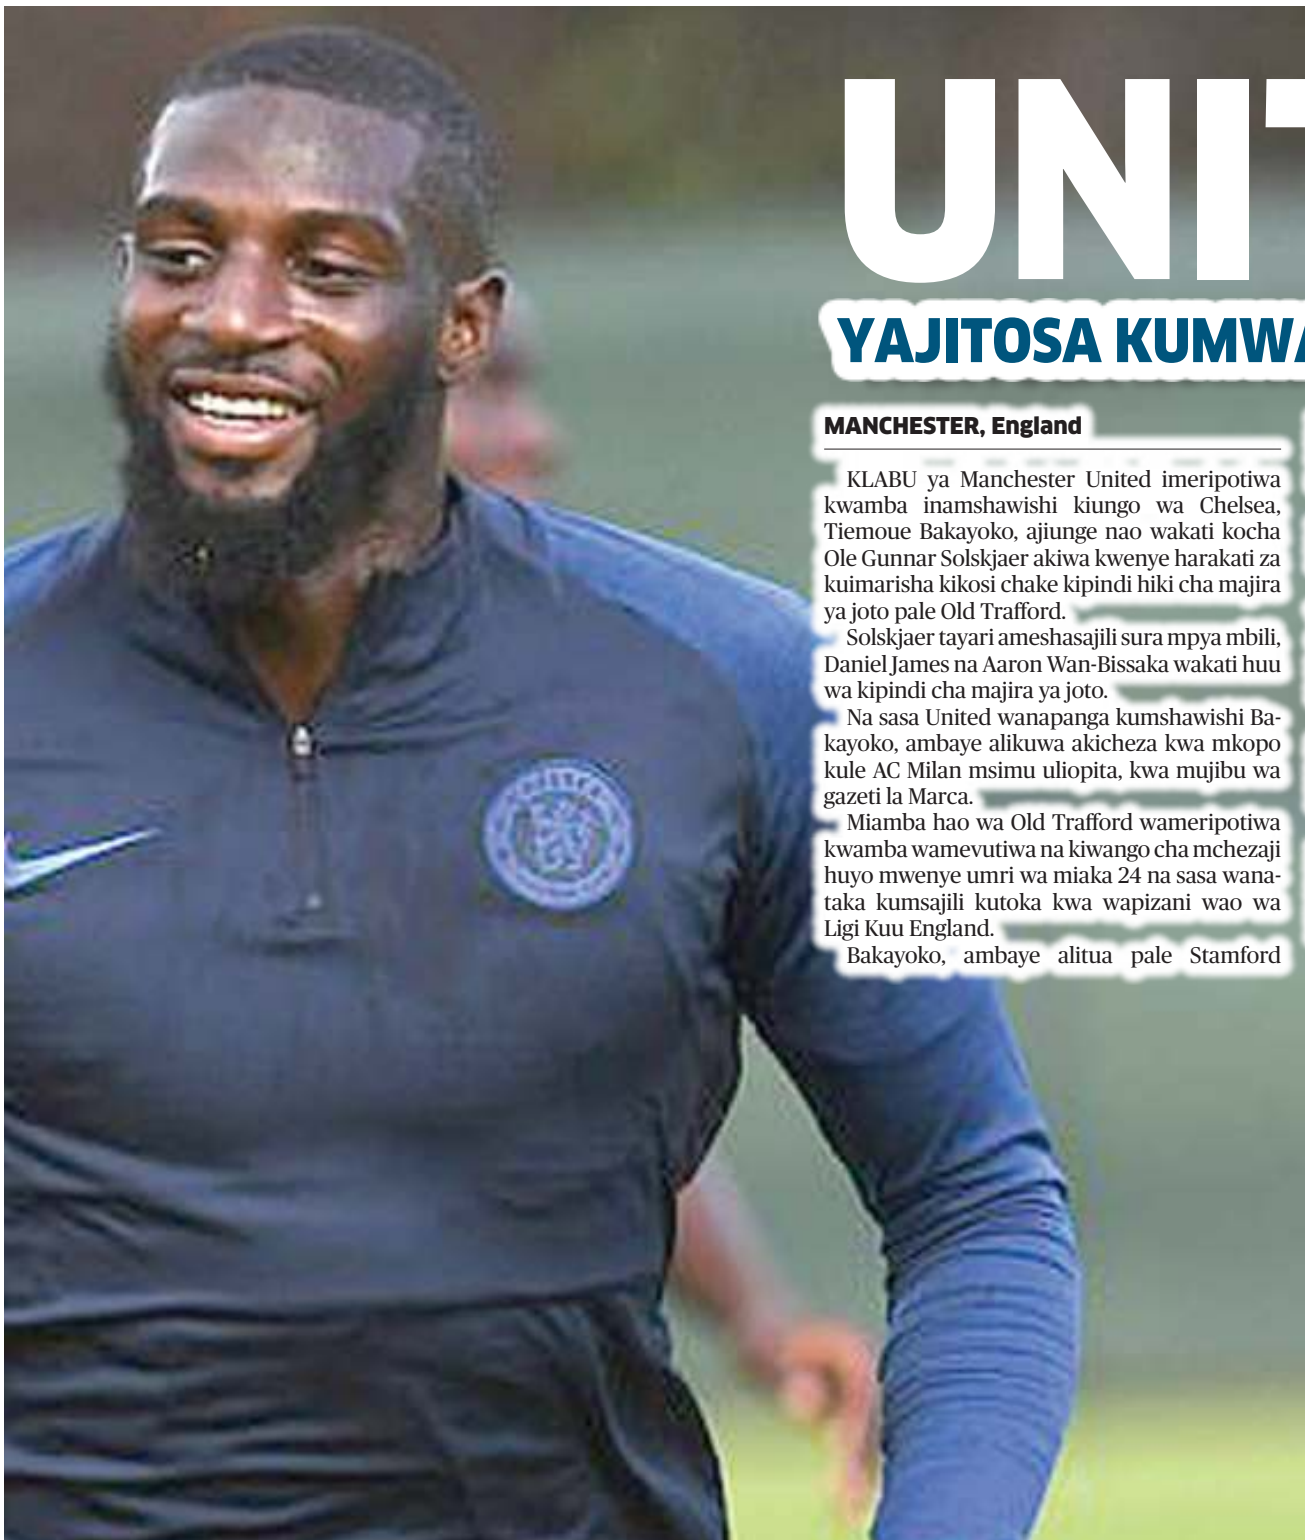 UNI
YAJITOSA KUMWA
MANCHESTER, England
KLABU ya Manchester United imeripotiwa
kwamba inamshawishi kiungo wa Chelsea,
Tiemoue Bakayoko, ajiunge nao wakati kocha
Ole Gunnar Solskjaer akiwa kwenye harakati za
kuimarisha kikosi chake kipindi hiki cha majira
ya joto pale Old Trafford.
Solskjaer tayari ameshasajili sura mpya mbili,
Daniel James na Aaron Wan-Bissaka wakati huu
wa kipindi cha majira ya joto.
Na sasa United wanapanga kumshawishi Ba-
kayoko, ambaye alikuwa akicheza kwa mkopo
kule AC Milan msimu uliopita, kwa mujibu wa
gazeti la Marca.
Miamba hao wa Old Trafford wameripotiwa
kwamba wamevutiwa na kiwango cha mchezaji
huyo mwenye umri wa miaka 24 na sasa wana-
taka kumsajili kutoka kwa wapizani wao wa
Ligi Kuu England.
Bakayoko, ambaye alitua pale Stamford